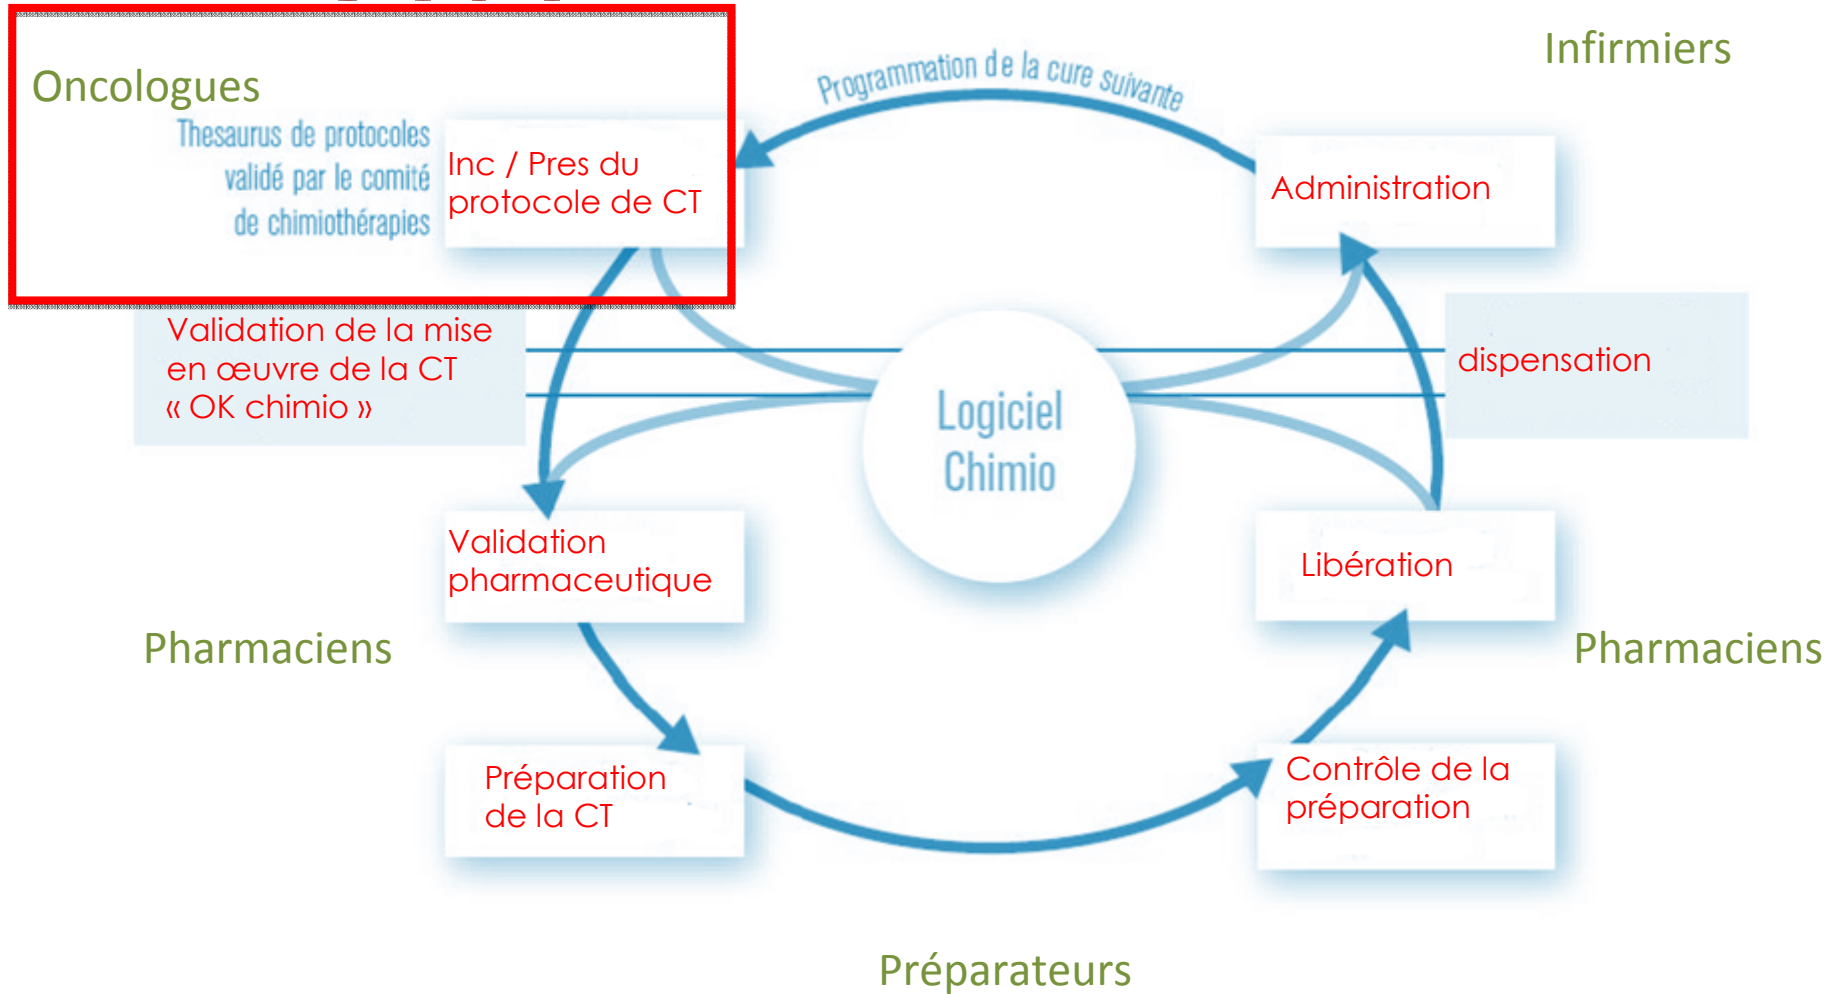 Oncologues
Thesaurus de protocoles
validé par le comité
de chimiothérapies
Inc / Pres du
protocole de CT
Programmation de la cure suivante
Infirmiers
Administration
Validation de la mise
en œuvre de la CT
« OK chimio »
Logiciel
Chimio
dispensation
Validation
pharmaceutique
Libération
Pharmaciens
Pharmaciens
Préparation
de la CT
Contrôle de la
préparation
Préparateurs